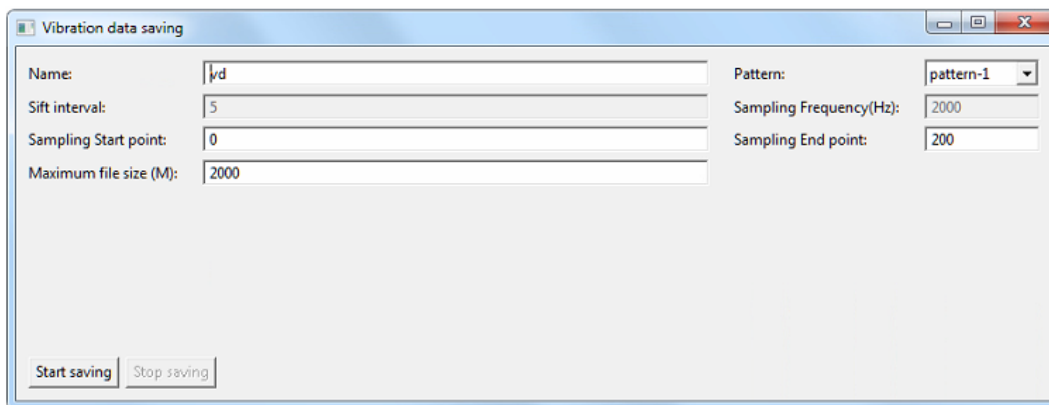 Vibration data saving
Name: vd Pattern: pattern-1
Sift interval: 5 Sampling Frequency(Hz): 2000
Sampling Start point: 0 Sampling End point: 200
Maximum file size (M): 2000
Start saving Stop saving